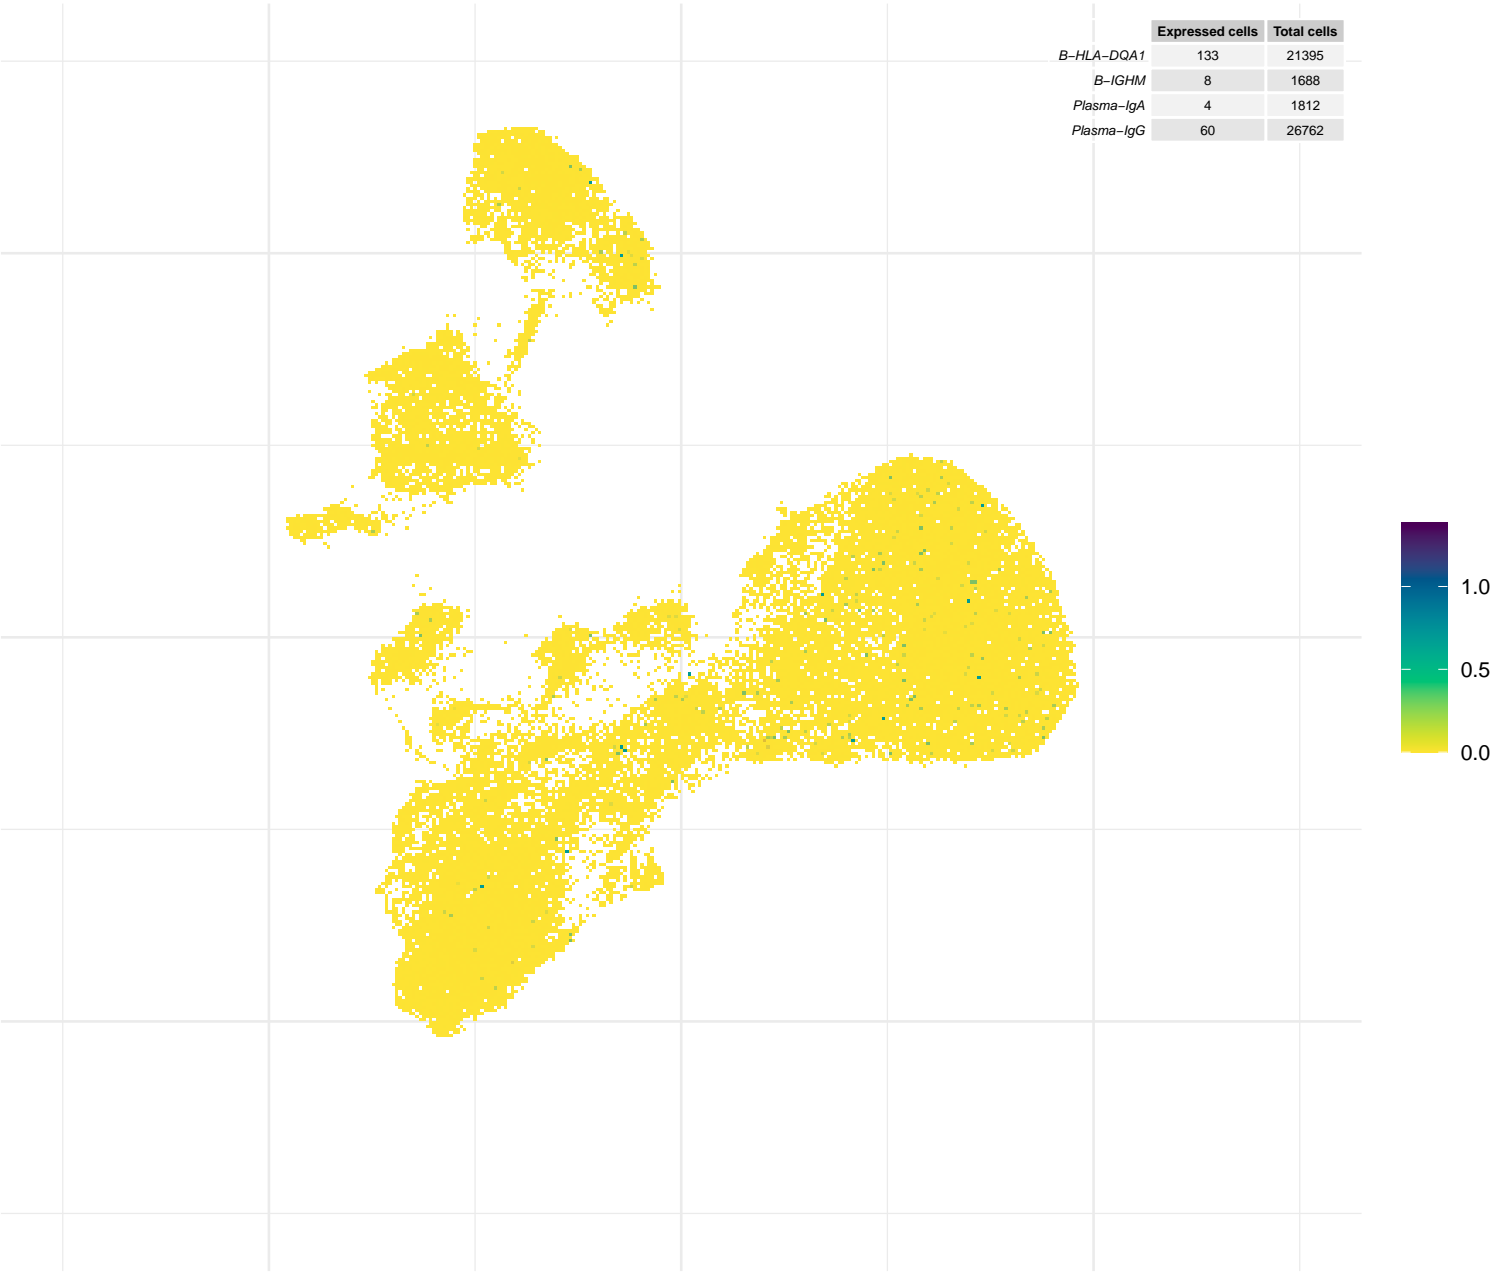 Expressed cells Total cells
B−HLA−DQA1 133 21395
B−IGHM 8 1688
Plasma−IgA 4 1812
Plasma−IgG 60 26762
1.0
0.5
0.0